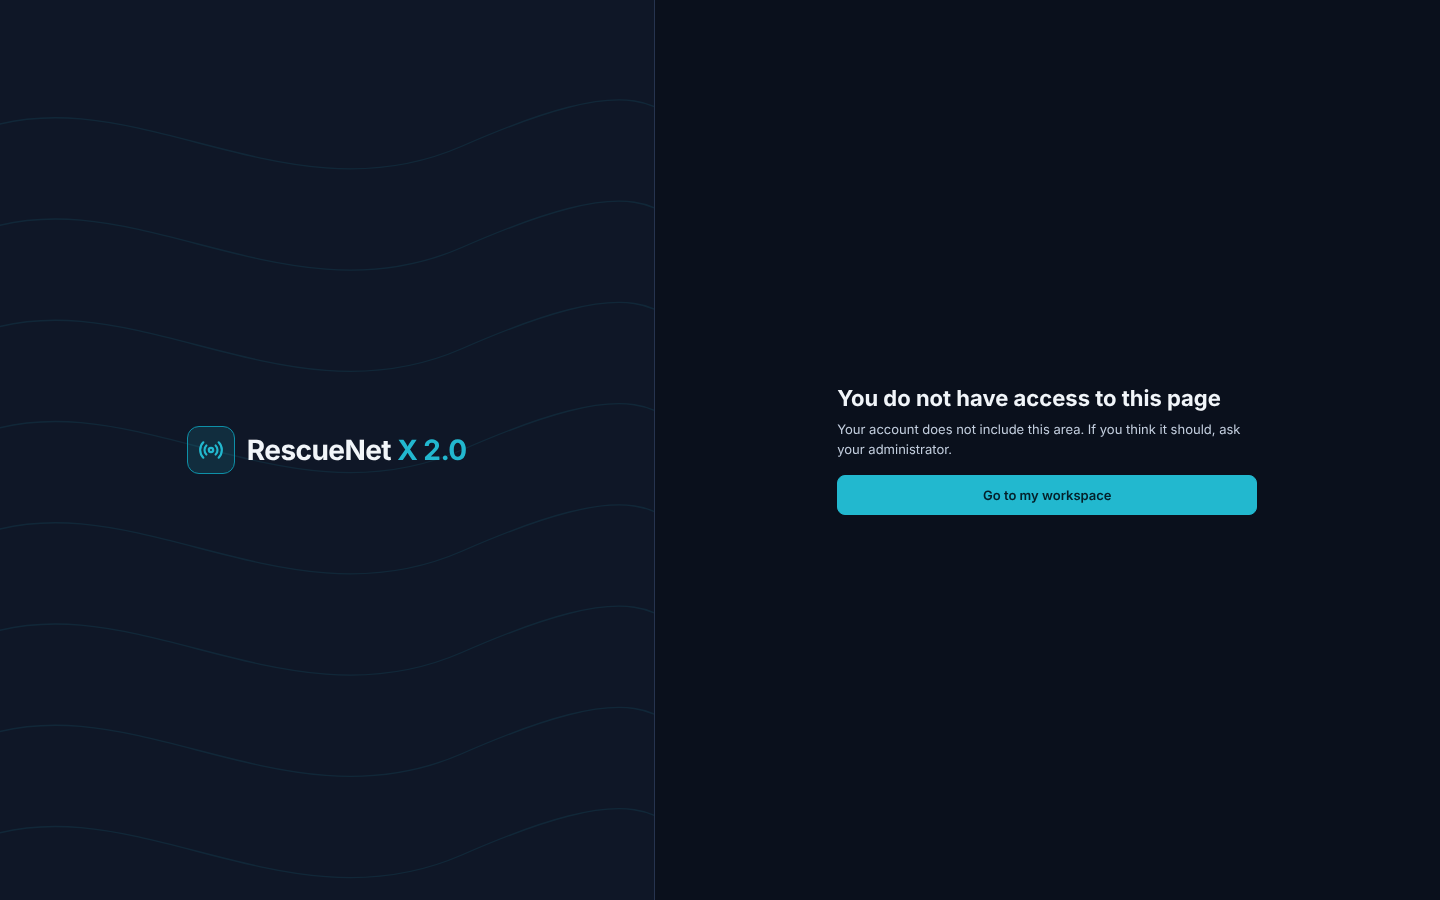 RescueNet X 2.0
You do not have access to this page
Your account does not include this area. If you think it should, ask
your administrator.
Go to my workspace